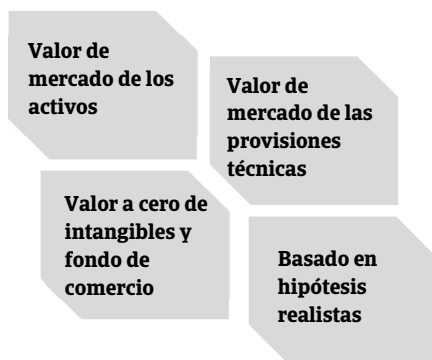 Valor de
mercado de los
activos
Valor de
mercado de las
provisiones
técnicas
Valor a cero de
intangibles y
fondo de
comercio
Basado en
hipótesis
realistas